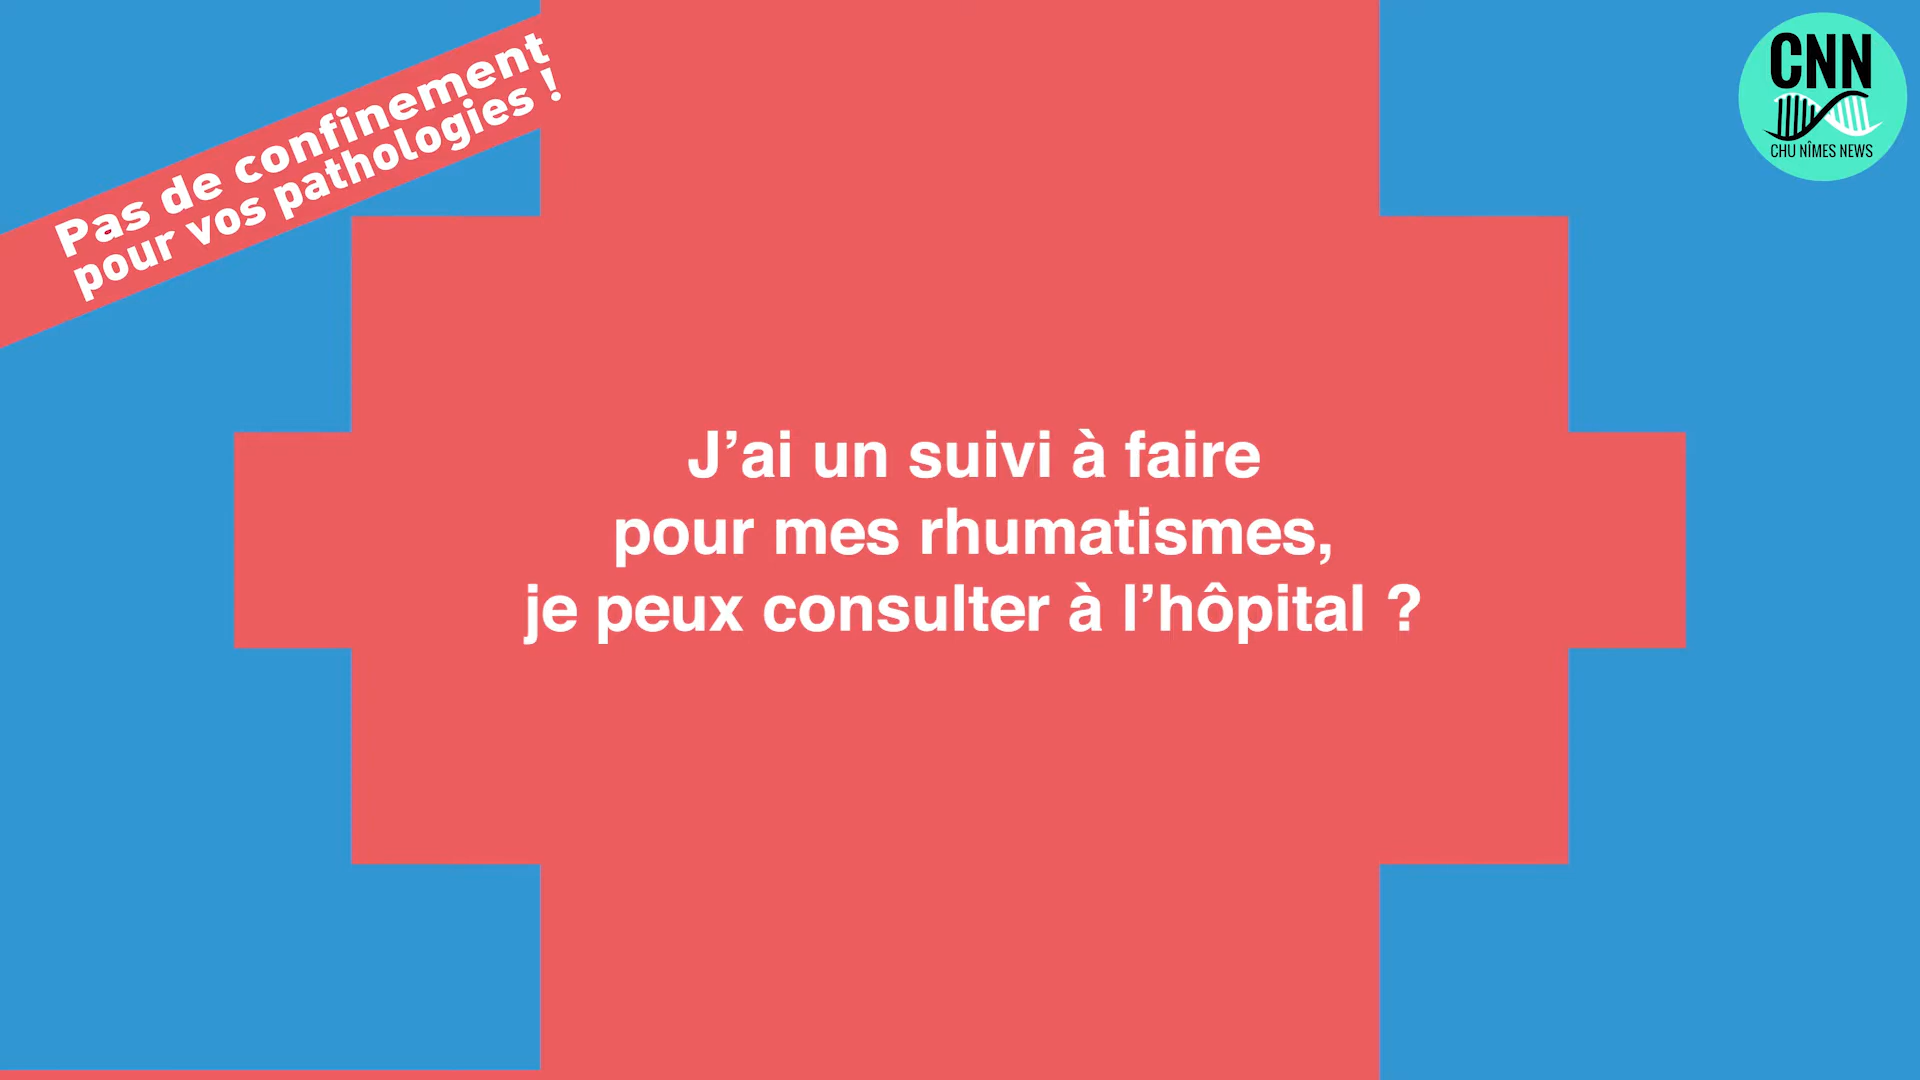 Pas de confinement
pour vos pathologies !
CNN
CHU NÎMES NEWS
J’ai un suivi à faire
pour mes rhumatismes,
je peux consulter à l’hôpital ?